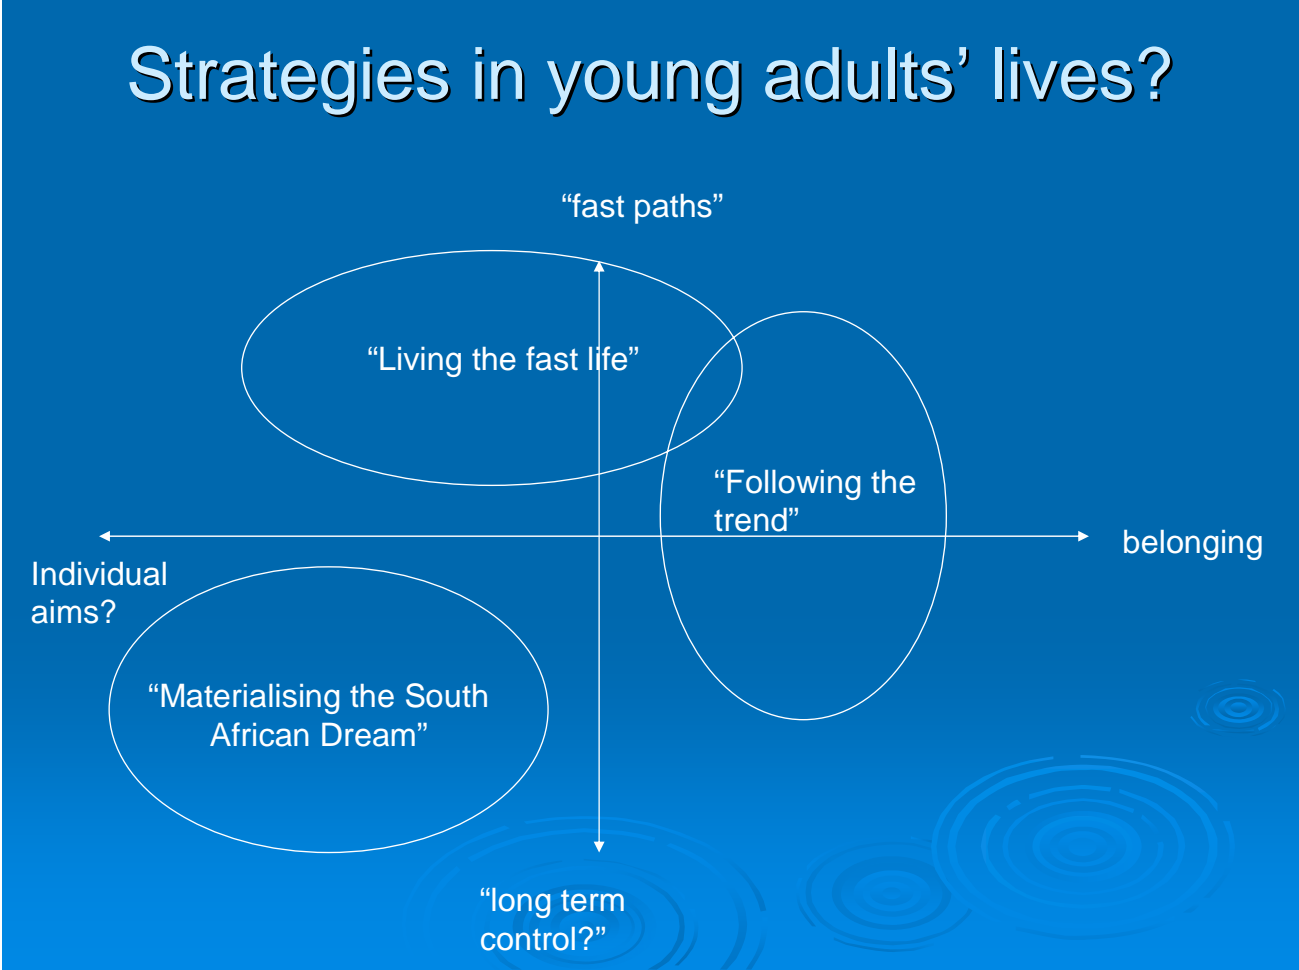 Strategies in young adults’ lives?
“fast paths”
“Living the fast life”
“Following the
trend”
belonging
Individual
aims?
“Materialising the South
African Dream”
“long term
control?”